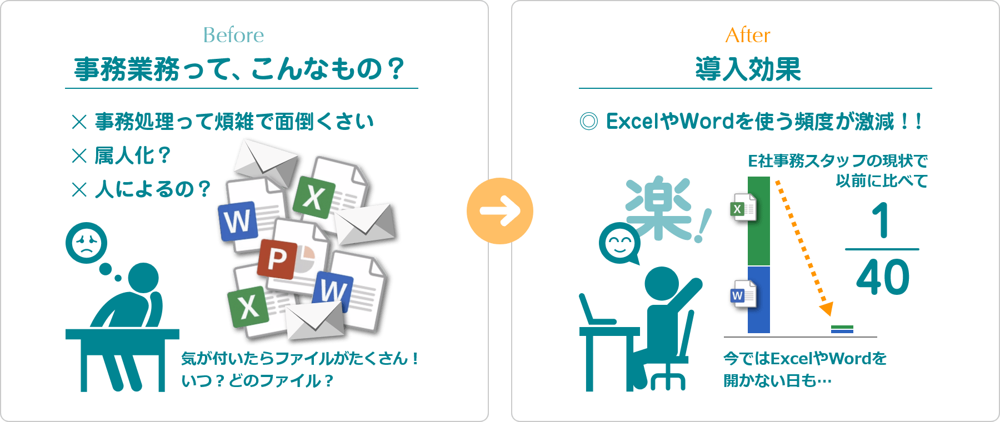 Before
事務業務って、こんなもの？
× 事務処理って煩雑で面倒くさい
× 属人化？
× 人によるの？
W
X
P
W
X
気が付いたらファイルがたくさん！
いつ？どのファイル？
After
導入効果
◎ ExcelやWordを使う頻度が激減！！
E社事務スタッフの現状で
以前に比べて
楽！
X
1
40
W
今ではExcelやWordを
開かない日も…